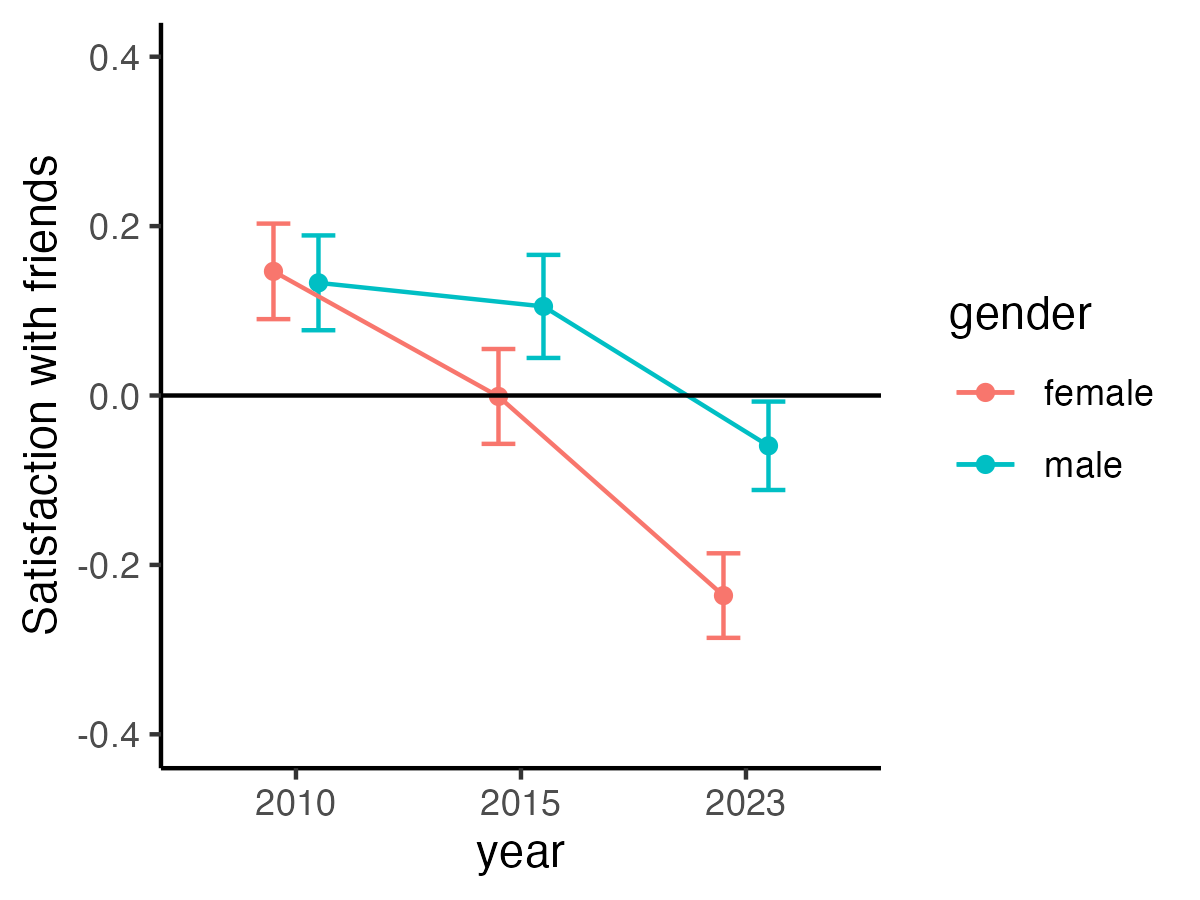 Satisfaction with friends
0.4
0.2
0.0
-0.2
-0.4
2010 2015 2023
year
gender
female
male